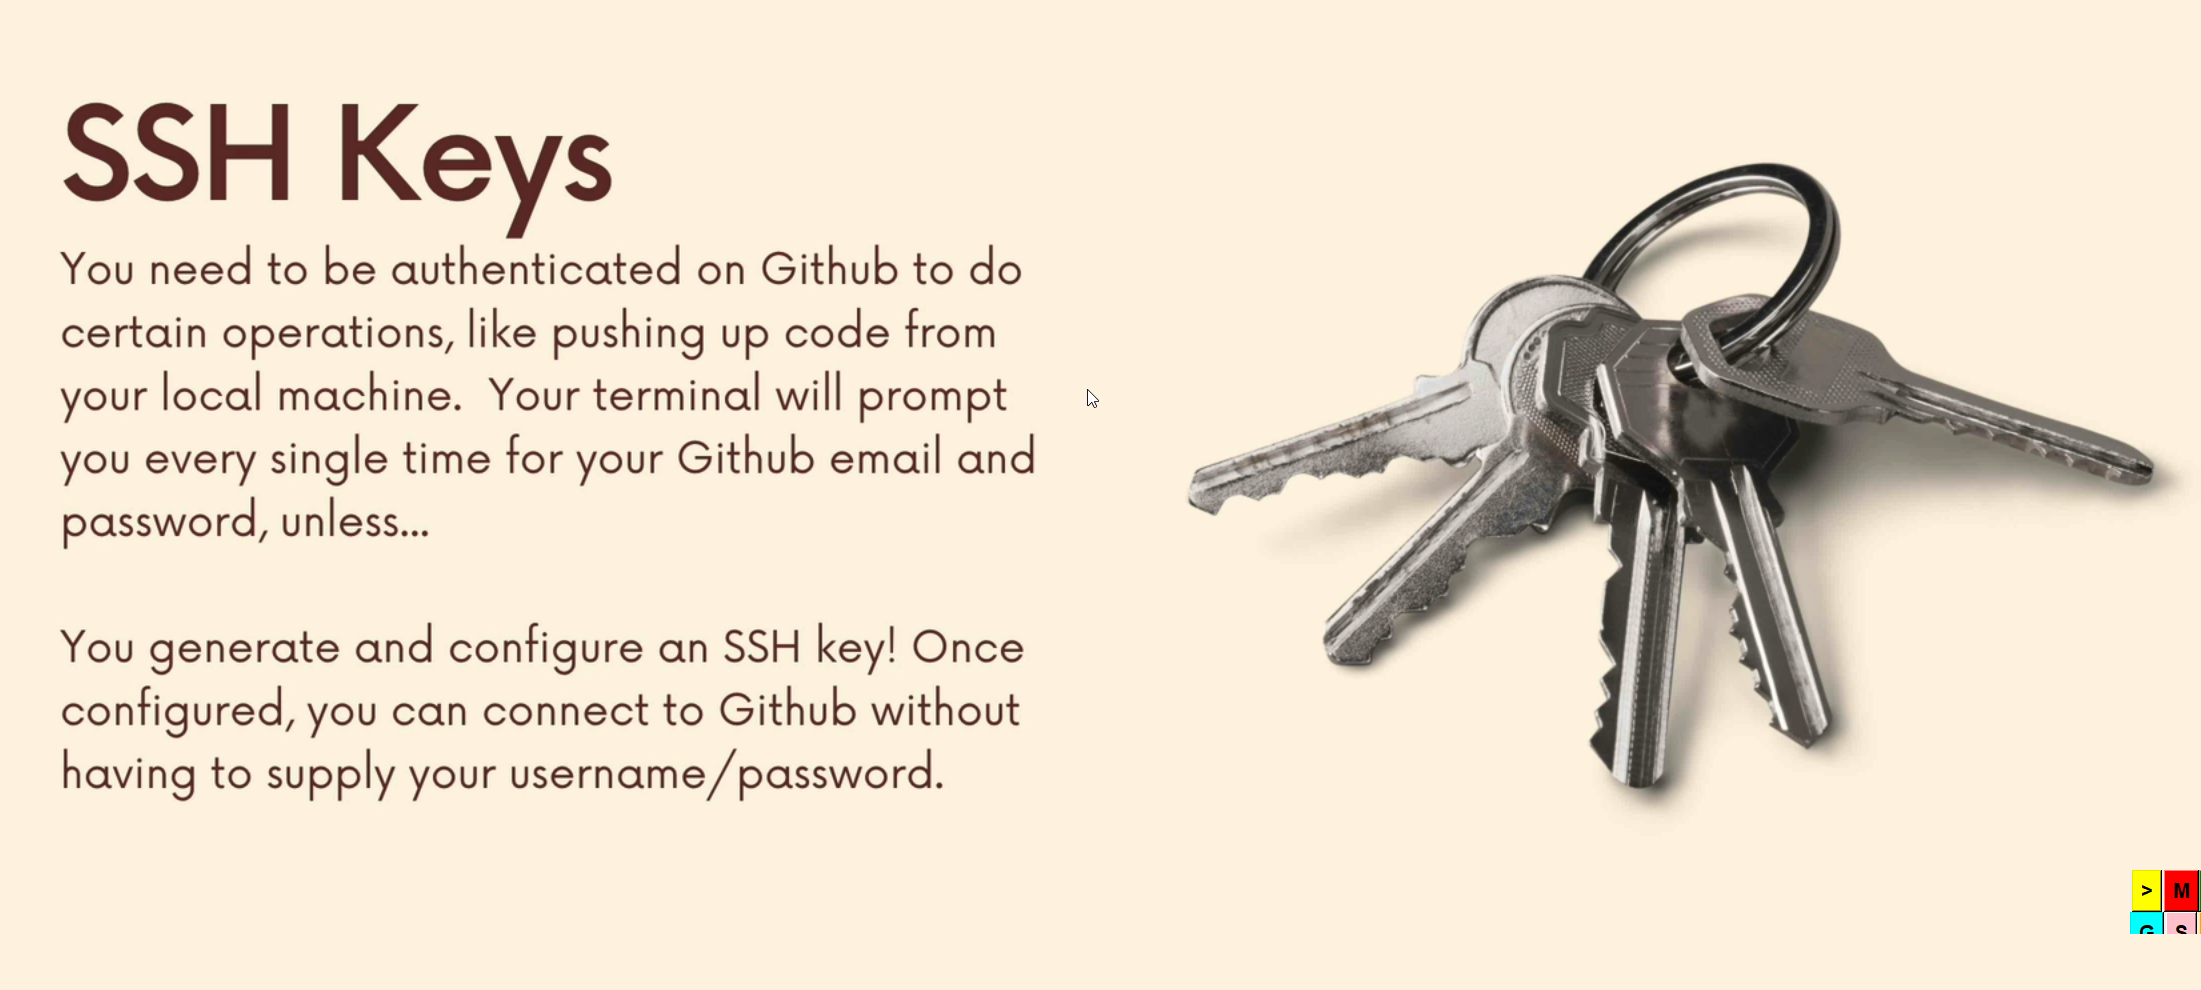 SSH Keys
You need to be authenticated on Github to do
certain operations, like pushing up code from
your local machine.  Your terminal will prompt
you every single time for your Github email and
password, unless...
You generate and configure an SSH key! Once
configured, you can connect to Github without
having to supply your username/password.
> M
G S